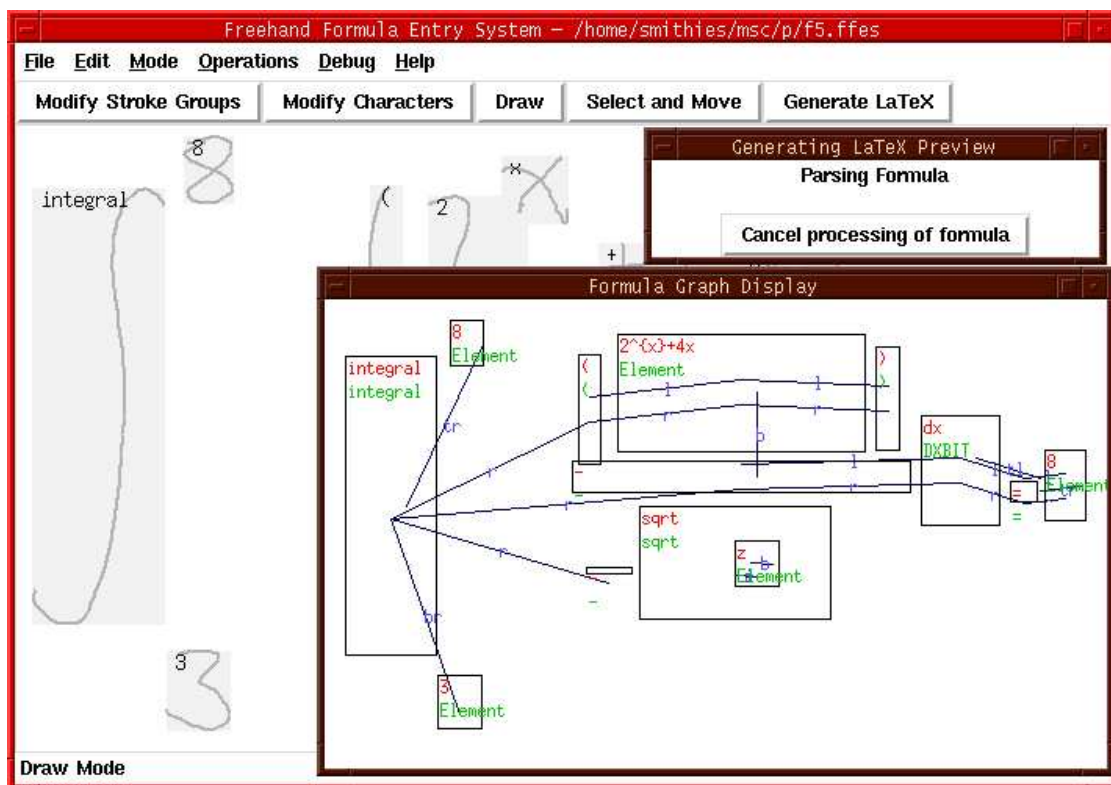 Freehand Formula Entry System – /home/smithies/msc/p/f5.ffes
File Edit Mode Operations Debug Help
Modify Stroke Groups Modify Characters Draw Select and Move Generate LaTeX
Generating LaTeX Preview
Parsing Formula
Cancel processing of formula
8
integral
(
2
x
+
3
Formula Graph Display
8
Element
integral
integral
tr
(
(
2^{x}+4x
Element
)
)
l
l
r
r
r
b
-
-
l
r
r
dx
DXBIT
=
=
8
Element
tr
r
sqrt
sqrt
z
Element
b
-
r
br
3
Element
Draw Mode